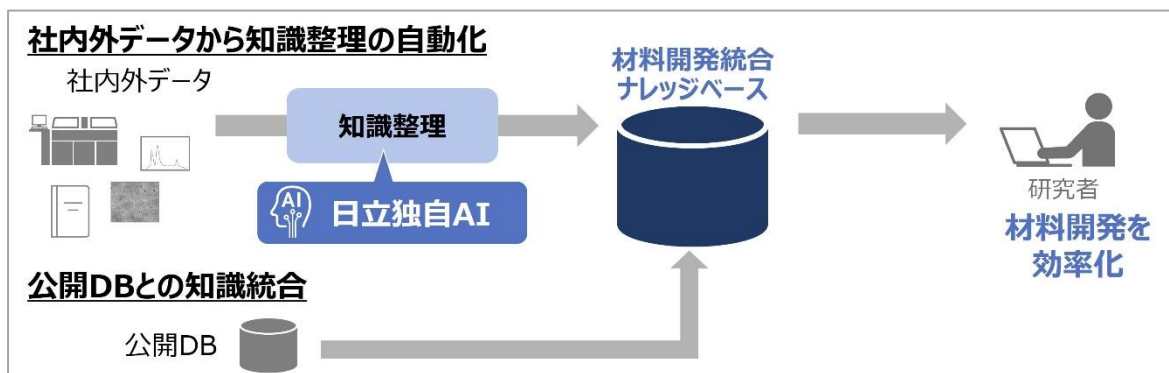 社内外データから知識整理の自動化
社内外データ
知識整理
AI
日立独自AI
材料開発統合
ナレッジベース
研究者
材料開発を
効率化
公開DBとの知識統合
公開DB